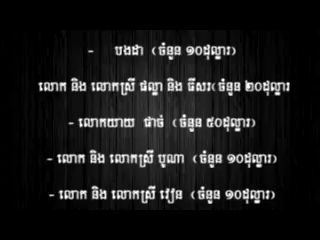 - បងដា (ចំនួន ១០ដុល្លារ)
លោក និង លោកស្រី ផល្លា និង ធីសរ(ចំនួន ២០ដុល្លារ
- លោកយាយ ផាច់ (ចំនួន ៥០ដុល្លារ)
- លោក និង លោកស្រី បូណា (ចំនួន ១០ដុល្លារ)
- លោក និង លោកស្រី វឿន (ចំនួន ១០ដុល្លារ)